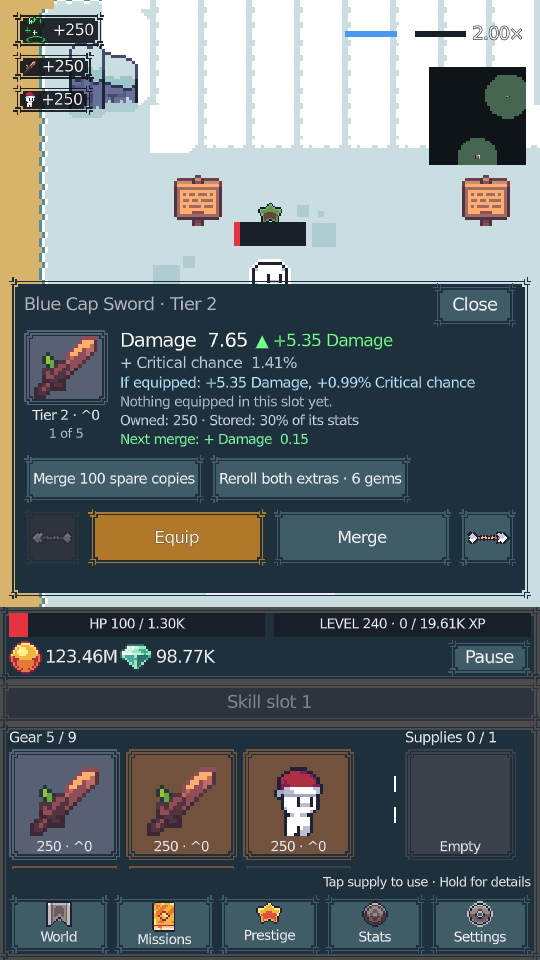 +250
2.00×
+250
+250
Blue Cap Sword · Tier 2
Close
Damage 7.65 ▲ +5.35 Damage
+ Critical chance 1.41%
If equipped: +5.35 Damage, +0.99% Critical chance
Nothing equipped in this slot yet.
Tier 2 · ^0
Owned: 250 · Stored: 30% of its stats
1 of 5
Next merge: + Damage 0.15
Merge 100 spare copies
Reroll both extras · 6 gems
Equip
Merge
HP 100 / 1.30K
LEVEL 240 · 0 / 19.61K XP
123.46M
98.77K
Pause
Skill slot 1
Gear 5 / 9
Supplies 0 / 1
250 · ^0
250 · ^0
250 · ^0
Empty
Tap supply to use · Hold for details
World
Missions
Prestige
Stats
Settings